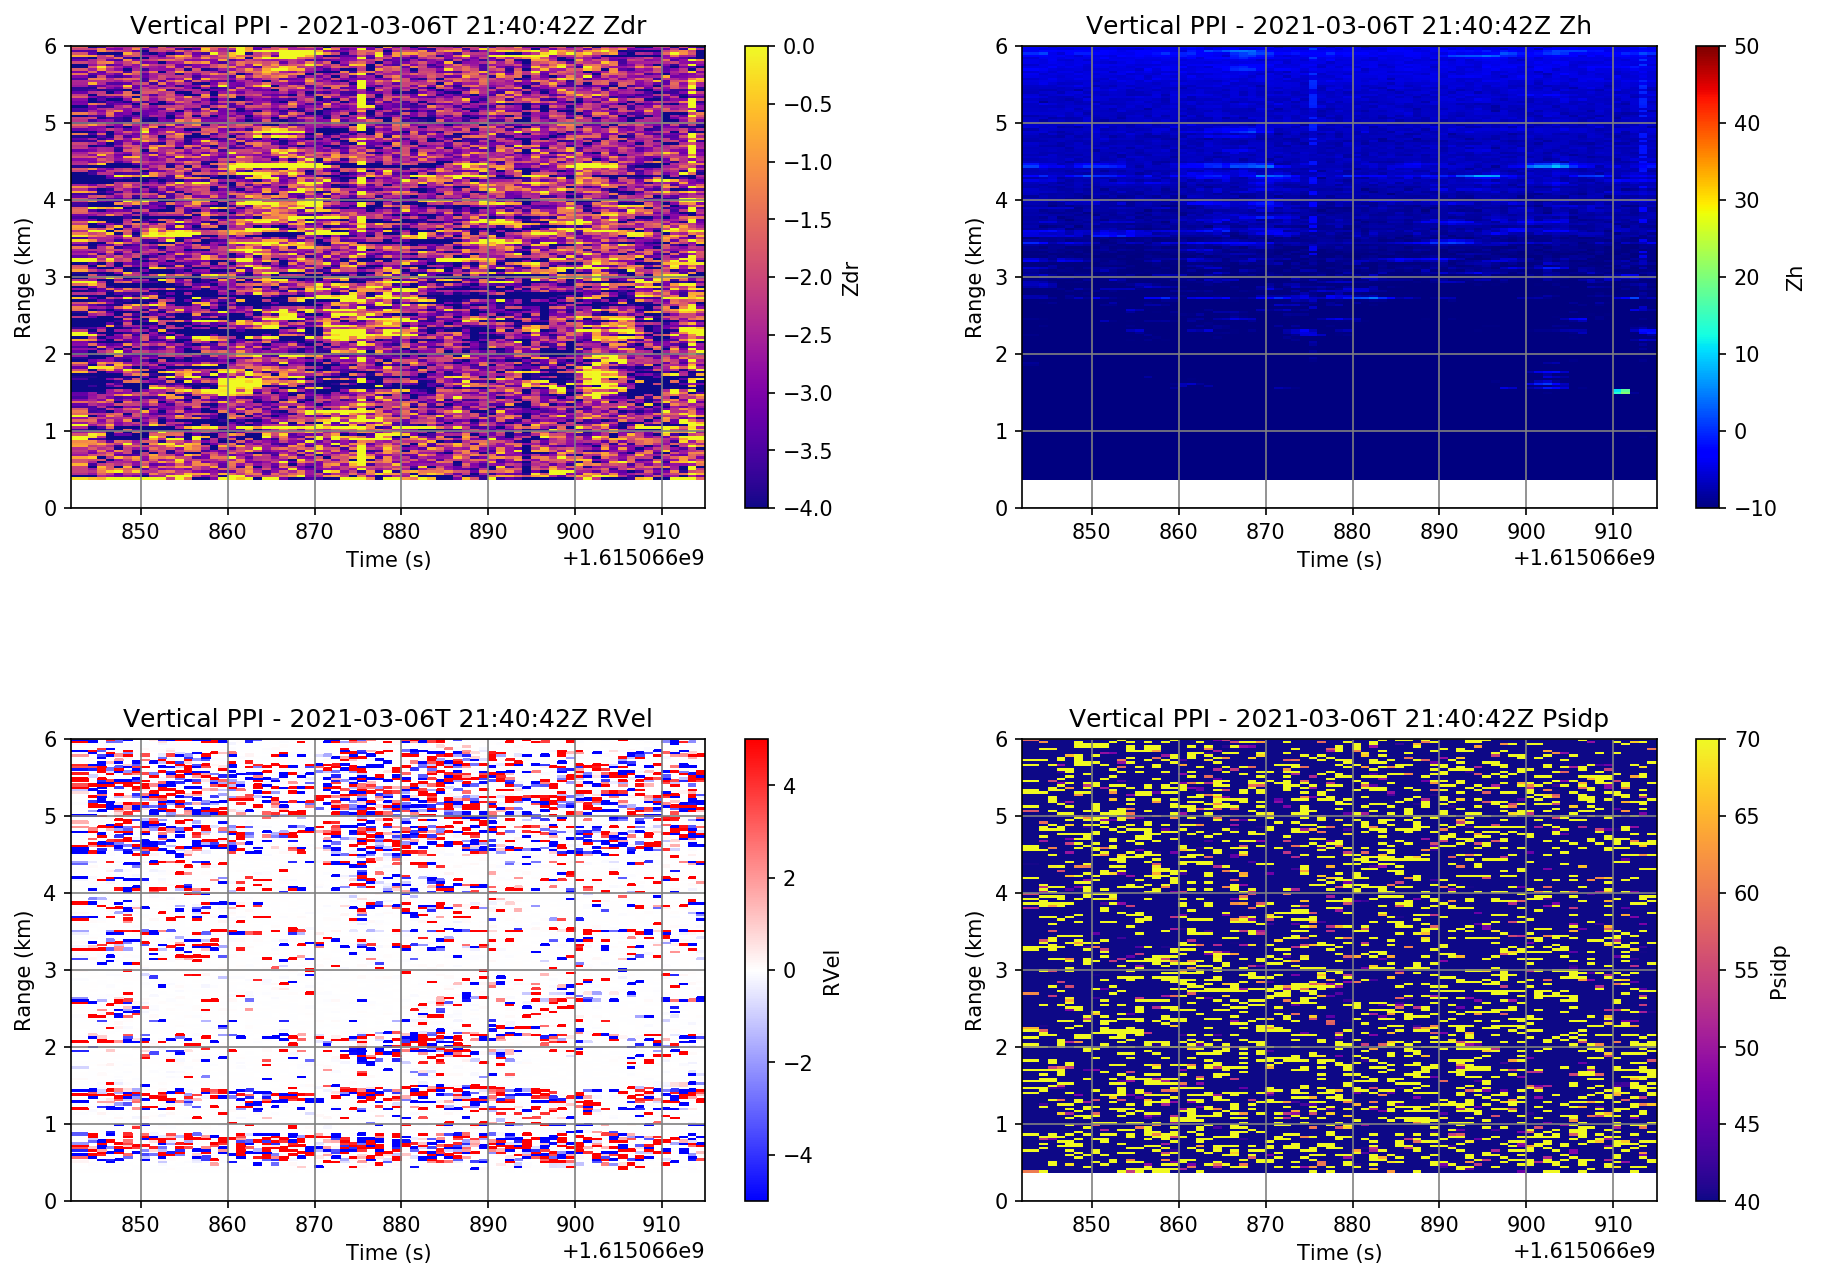 Vertical PPI - 2021-03-06T 21:40:42Z Zdr
6
5
4
3
2
1
0
Range (km)
850 860 870 880 890 900 910
Time (s)
+1.615066e9
0.0
−0.5
−1.0
−1.5
−2.0
−2.5
−3.0
−3.5
−4.0
Zdr
Vertical PPI - 2021-03-06T 21:40:42Z Zh
6
5
4
3
2
1
0
Range (km)
850 860 870 880 890 900 910
Time (s)
+1.615066e9
50
40
30
20
10
0
−10
Zh
Vertical PPI - 2021-03-06T 21:40:42Z RVel
6
5
4
3
2
1
0
Range (km)
850 860 870 880 890 900 910
Time (s)
+1.615066e9
4
2
0
−2
−4
RVel
Vertical PPI - 2021-03-06T 21:40:42Z Psidp
6
5
4
3
2
1
0
Range (km)
850 860 870 880 890 900 910
Time (s)
+1.615066e9
70
65
60
55
50
45
40
Psidp